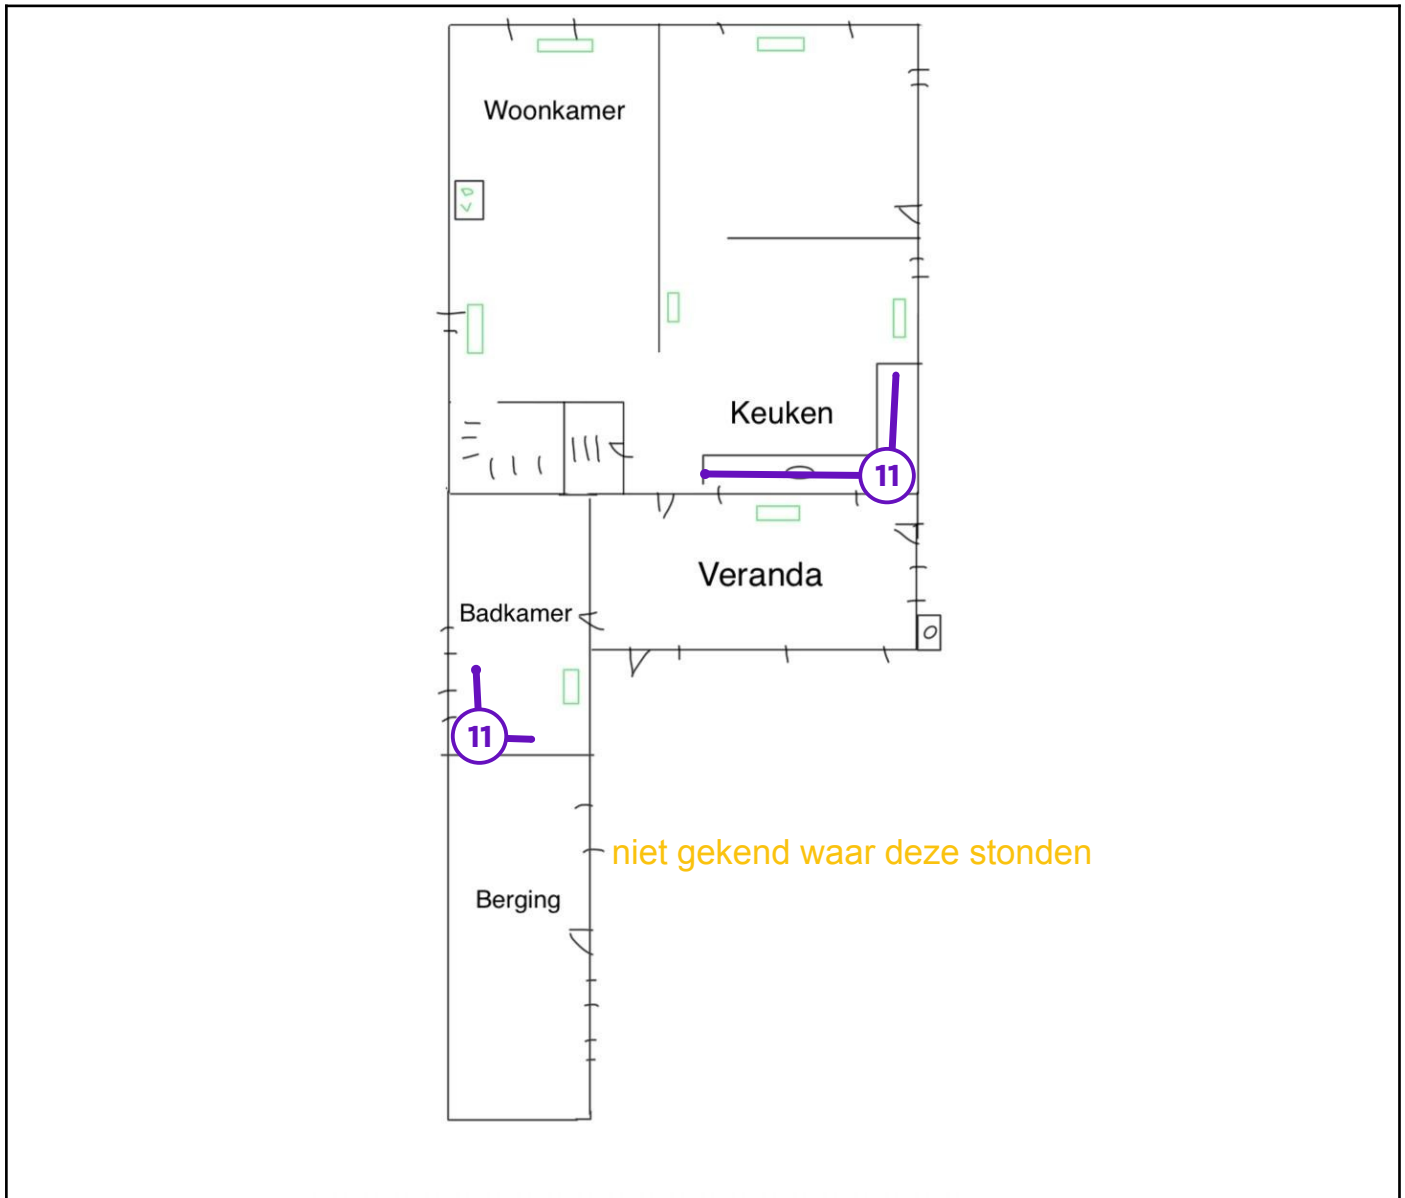 Woonkamer
Keuken
11
Veranda
Badkamer
11
niet gekend waar deze stonden
Berging